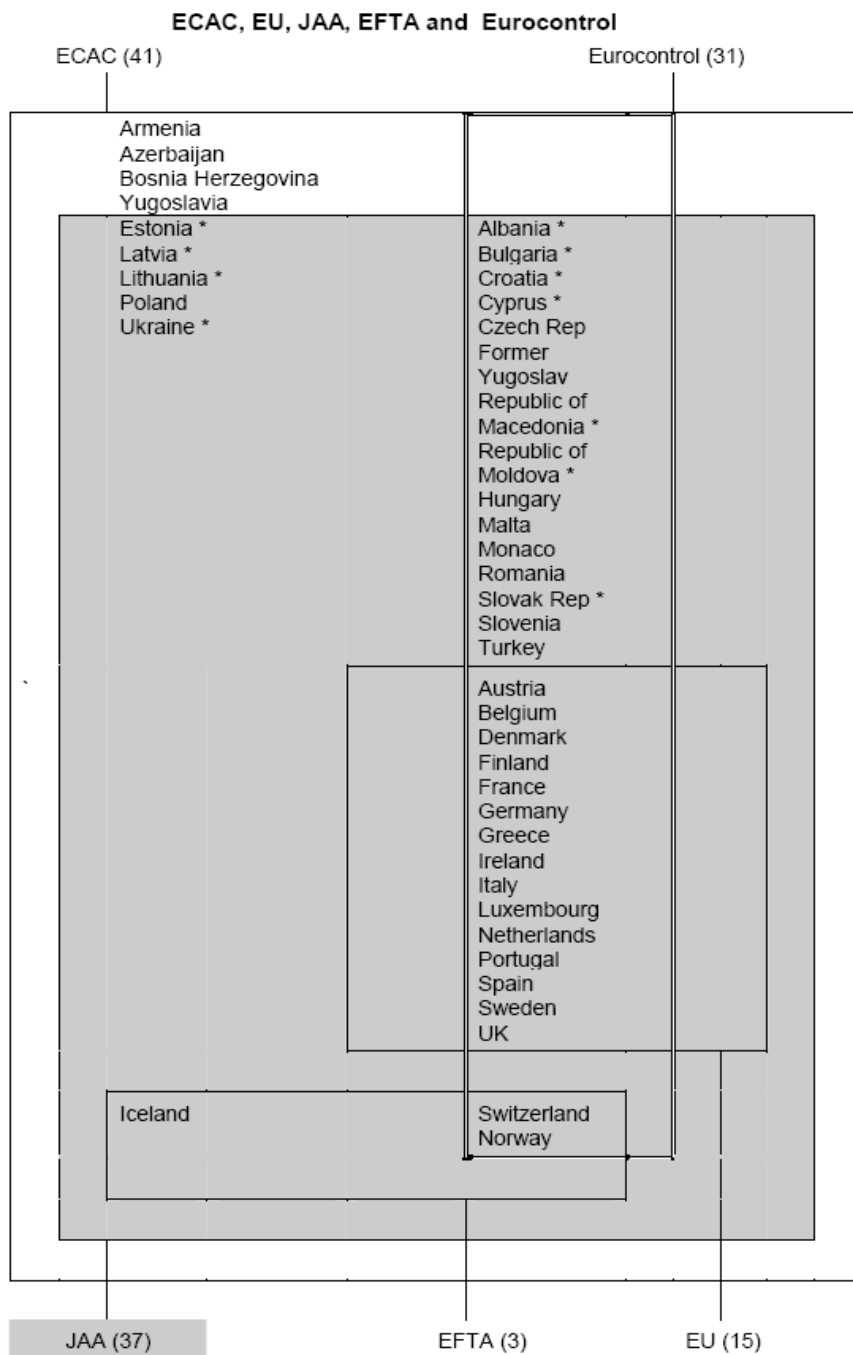 ECAC, EU, JAA, EFTA and Eurocontrol
ECAC (41)
Eurocontrol (31)
Armenia
Azerbaijan
Bosnia Herzegovina
Yugoslavia
Estonia *
Latvia *
Lithuania *
Poland
Ukraine *
Albania *
Bulgaria *
Croatia *
Cyprus *
Czech Rep
Former
Yugoslav
Republic of
Macedonia *
Republic of
Moldova *
Hungary
Malta
Monaco
Romania
Slovak Rep *
Slovenia
Turkey
Austria
Belgium
Denmark
Finland
France
Germany
Greece
Ireland
Italy
Luxembourg
Netherlands
Portugal
Spain
Sweden
UK
Iceland
Switzerland
Norway
JAA (37)
EFTA (3)
EU (15)